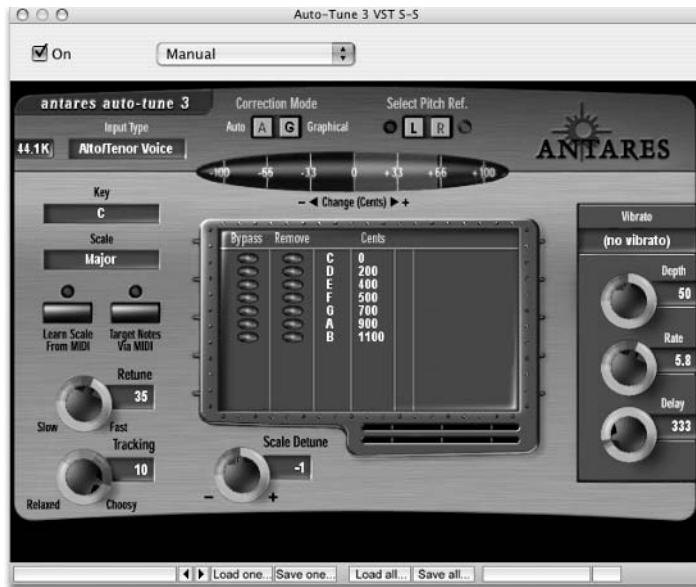 Auto-Tune 3 VST S-S
On
Manual
antares auto-tune 3
Correction Mode
Select Pitch Ref.
Input Type
Auto A G Graphical
L R
44.1K
Alto/Tenor Voice
ANTARES
-100 -66 -33 0 +33 +66 +100
- ◀ Change (Cents) ▶ +
Key
C
Scale
Major
Learn Scale
From MIDI
Target Notes
Via MIDI
Retune
35
Slow Fast
Tracking
10
Relaxed Choosy
Bypass Remove Cents
C 0
D 200
E 400
F 500
G 700
A 900
B 1100
Scale Detune
-1
- +
Vibrato
(no vibrato)
Depth
50
Rate
5.8
Delay
333
Load one... Save one... Load all... Save all...